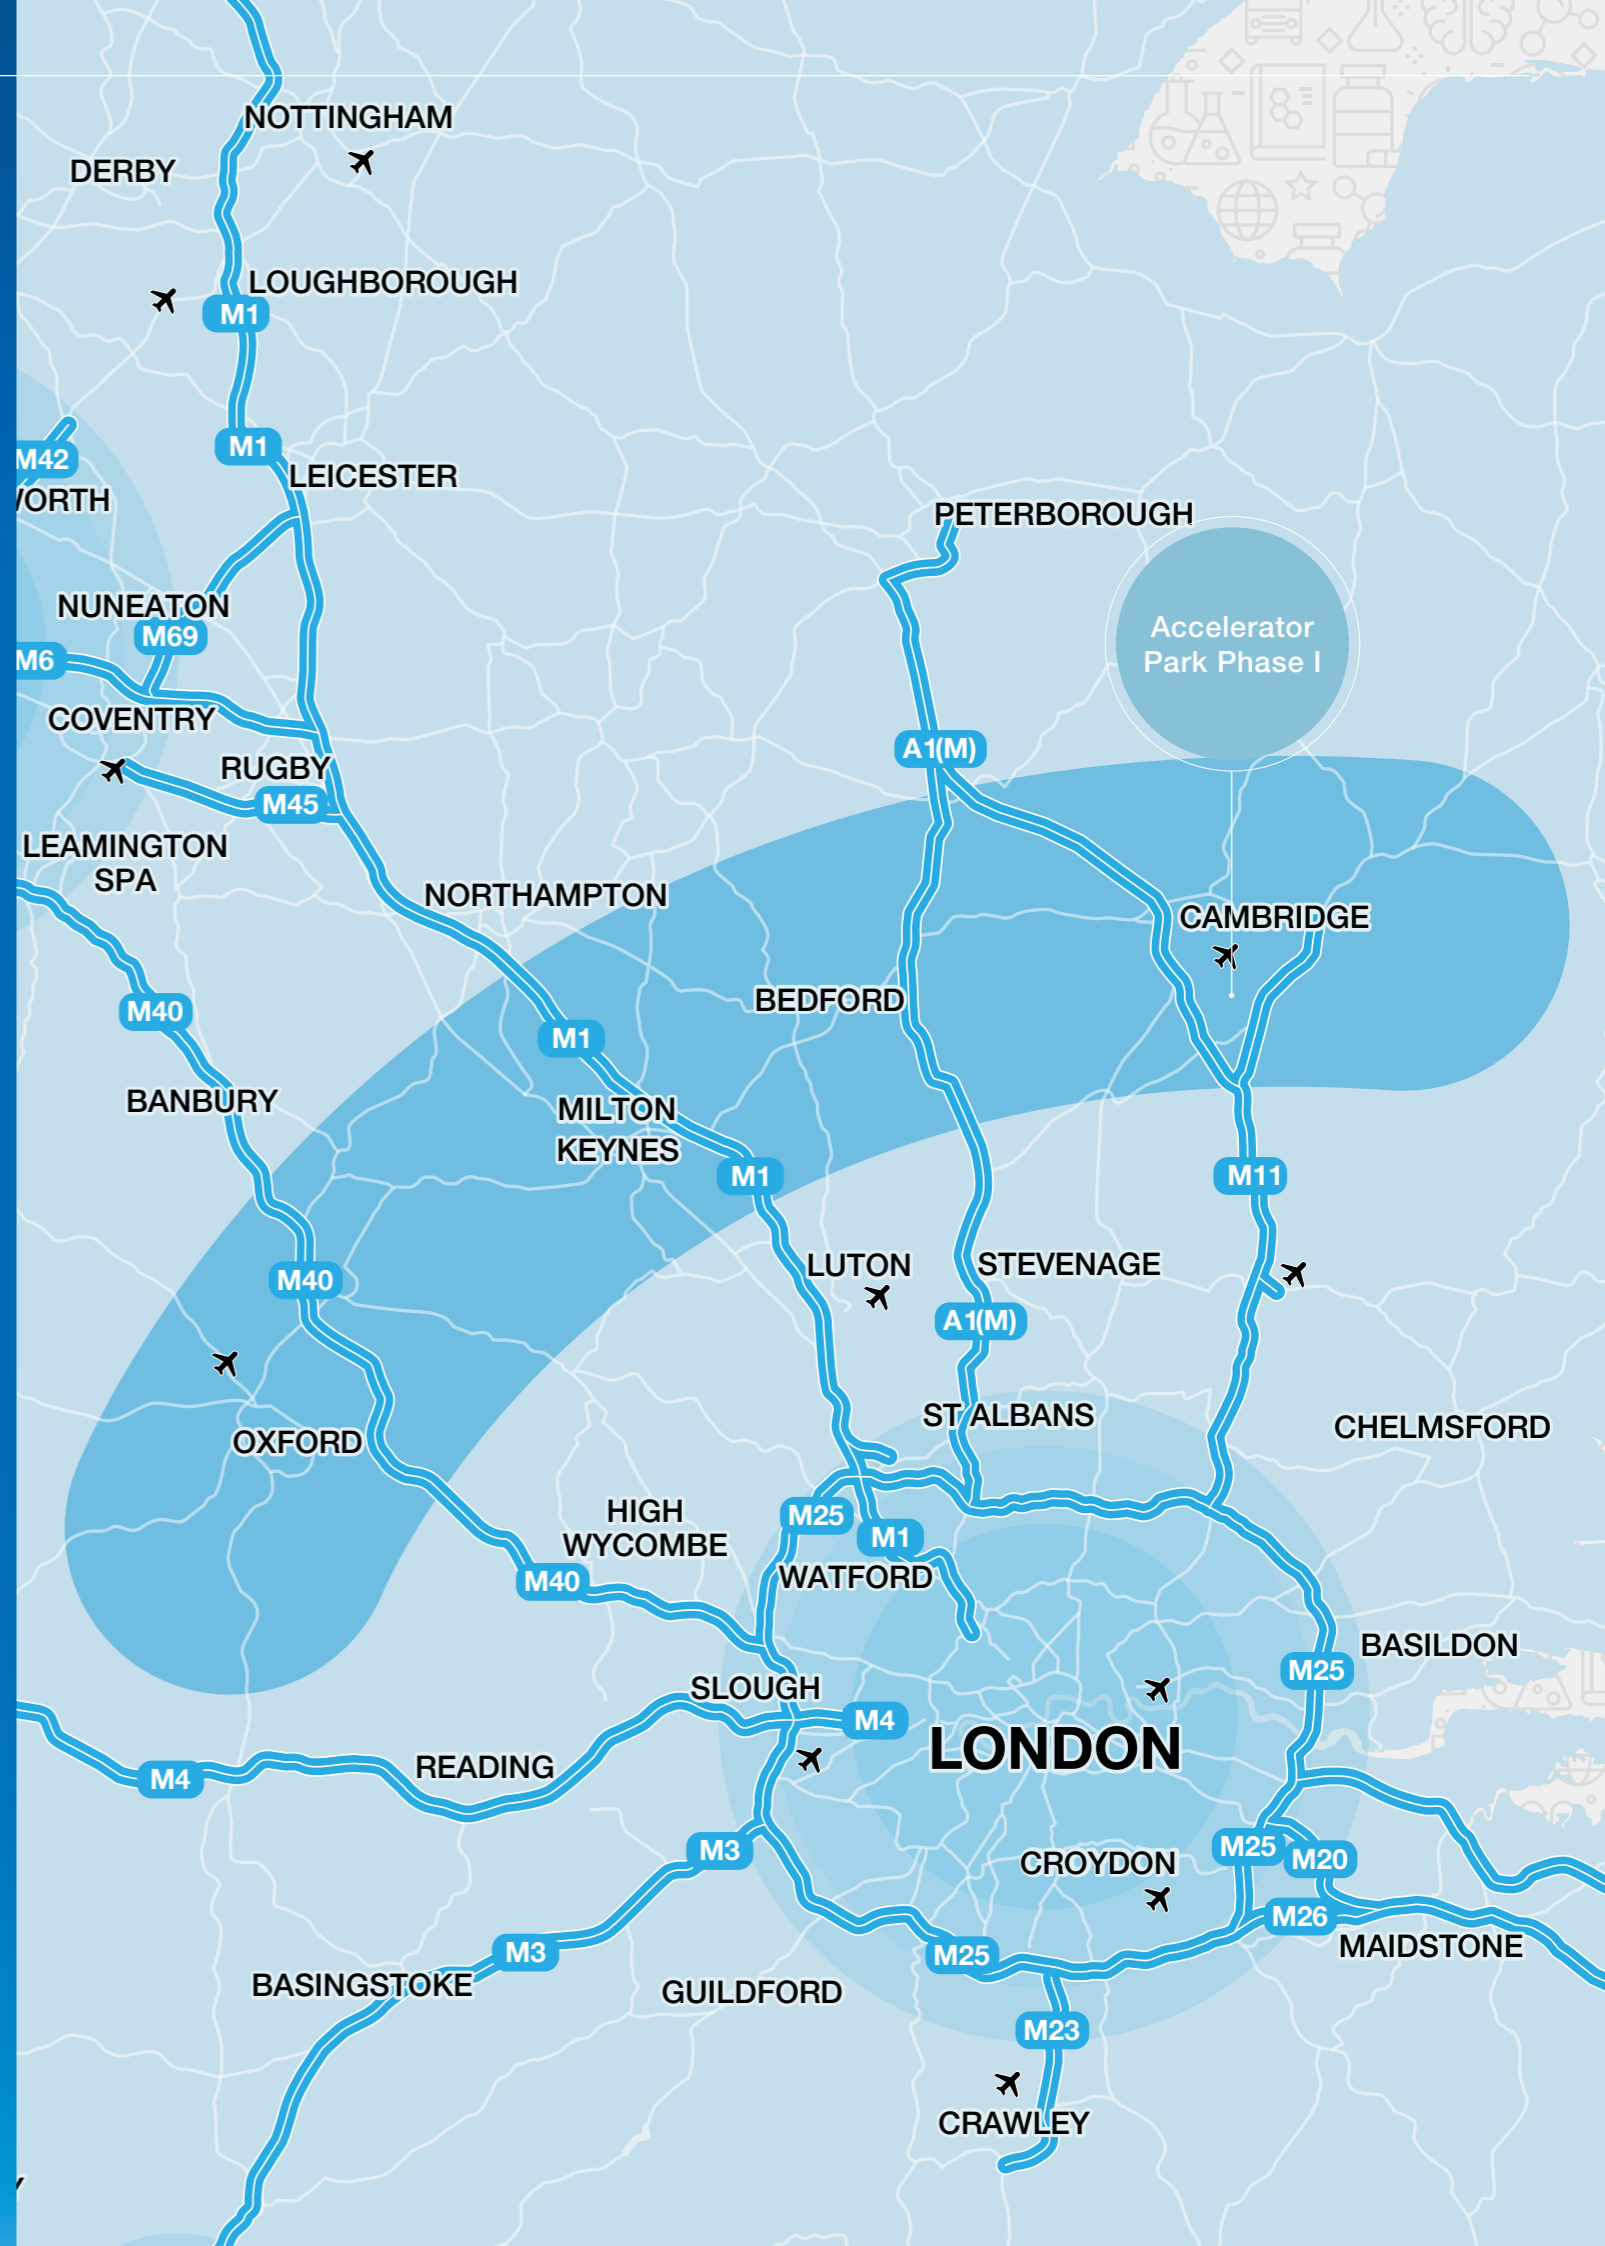 NOTTINGHAM
DERBY
LOUGHBOROUGH
M1
M1
M42
LEICESTER
WORTH
PETERBOROUGH
NUNEATON
Accelerator
Park Phase I
M69
M6
COVENTRY
A1(M)
RUGBY
M45
LEAMINGTON
SPA
NORTHAMPTON
CAMBRIDGE
BEDFORD
M40
M1
BANBURY
MILTON
KEYNES
M1
M11
LUTON
STEVENAGE
M40
A1(M)
ST ALBANS
CHELMSFORD
OXFORD
HIGH
WYCOMBE
M25
M1
M40
WATFORD
BASILDON
M25
SLOUGH
M4
LONDON
READING
M4
M3
CROYDON
M25
M20
M26
M3
M25
MAIDSTONE
BASINGSTOKE
GUILDFORD
M23
CRAWLEY